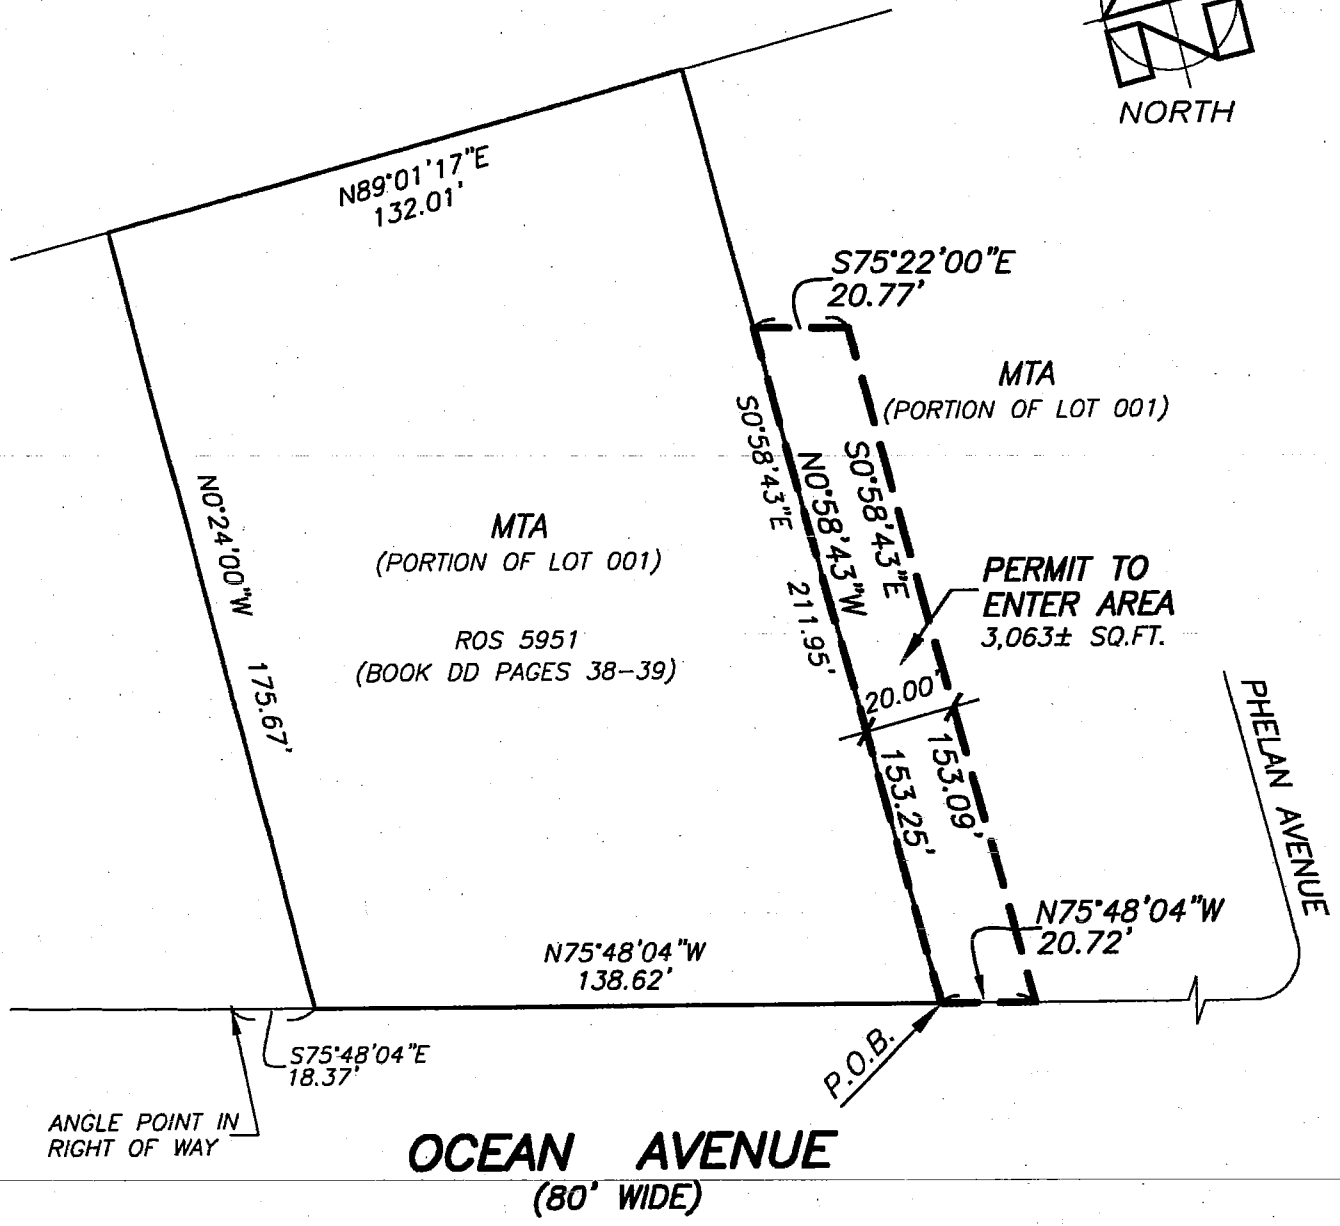 NORTH
N89°01'17"E
132.01'
S75°22'00"E
20.77'
MTA
(PORTION OF LOT 001)
S0°58'43"E 211.95'
N0°58'43"W
S0°58'43"E
N0°24'00"W 175.67'
MTA
(PORTION OF LOT 001)
ROS 5951
(BOOK DD PAGES 38-39)
PERMIT TO
ENTER AREA
3,063± SQ.FT.
20.00'
153.25'
153.09'
PHELAN AVENUE
N75°48'04"W
20.72'
N75°48'04"W
138.62'
S75°48'04"E
18.37'
P.O.B.
ANGLE POINT IN
RIGHT OF WAY
OCEAN AVENUE
(80' WIDE)